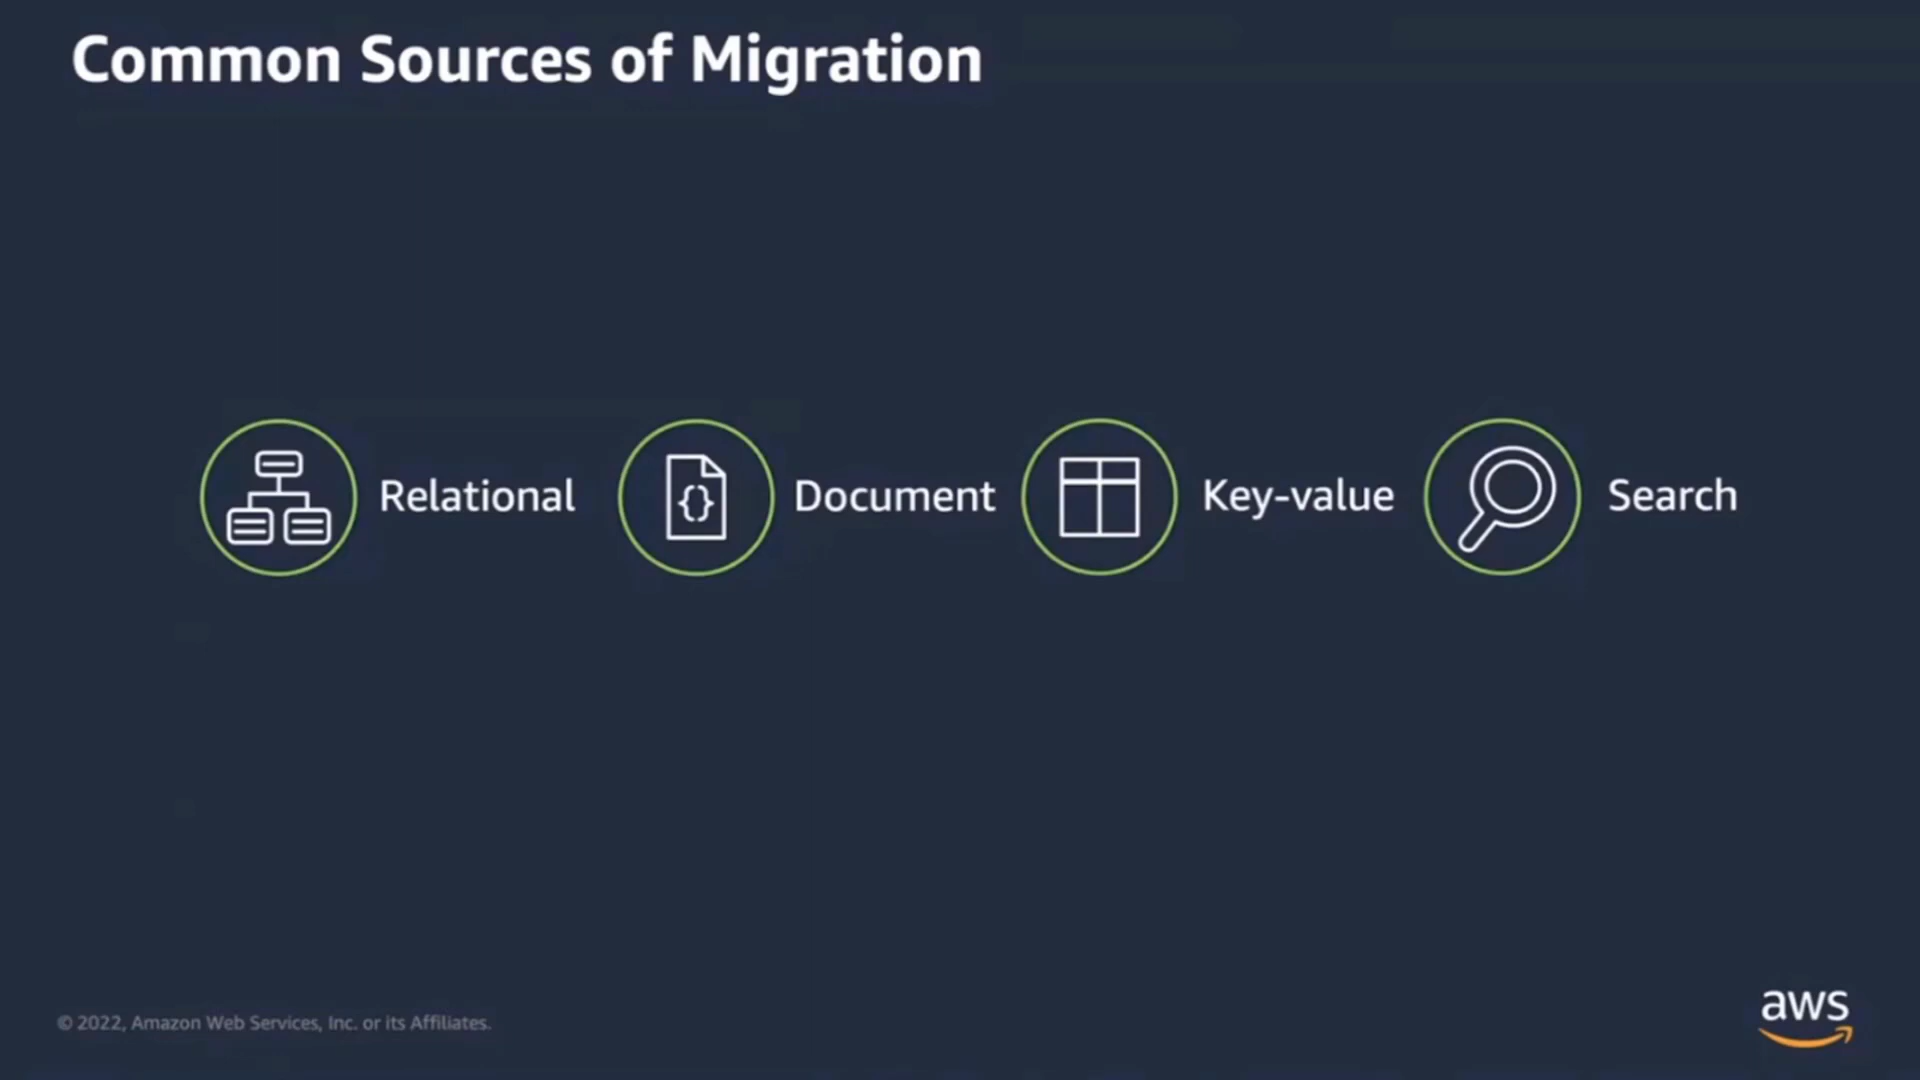 Common Sources of Migration
Relational
Document
Key-value
Search
{}
© 2022, Amazon Web Services, Inc. or its Affiliates.
aws